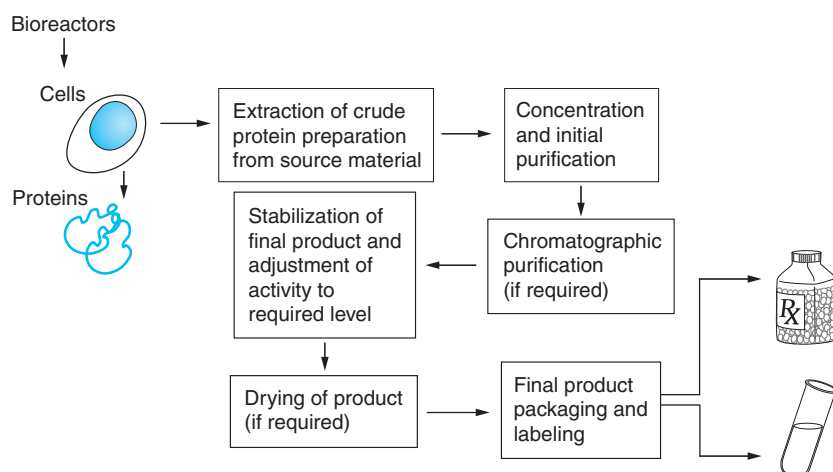 Bioreactors
Cells
Proteins
Extraction of crude
protein preparation
from source material
Concentration
and initial
purification
Chromatographic
purification
(if required)
Stabilization of
final product and
adjustment of
activity to
required level
Drying of product
(if required)
Final product
packaging and
labeling
Rx